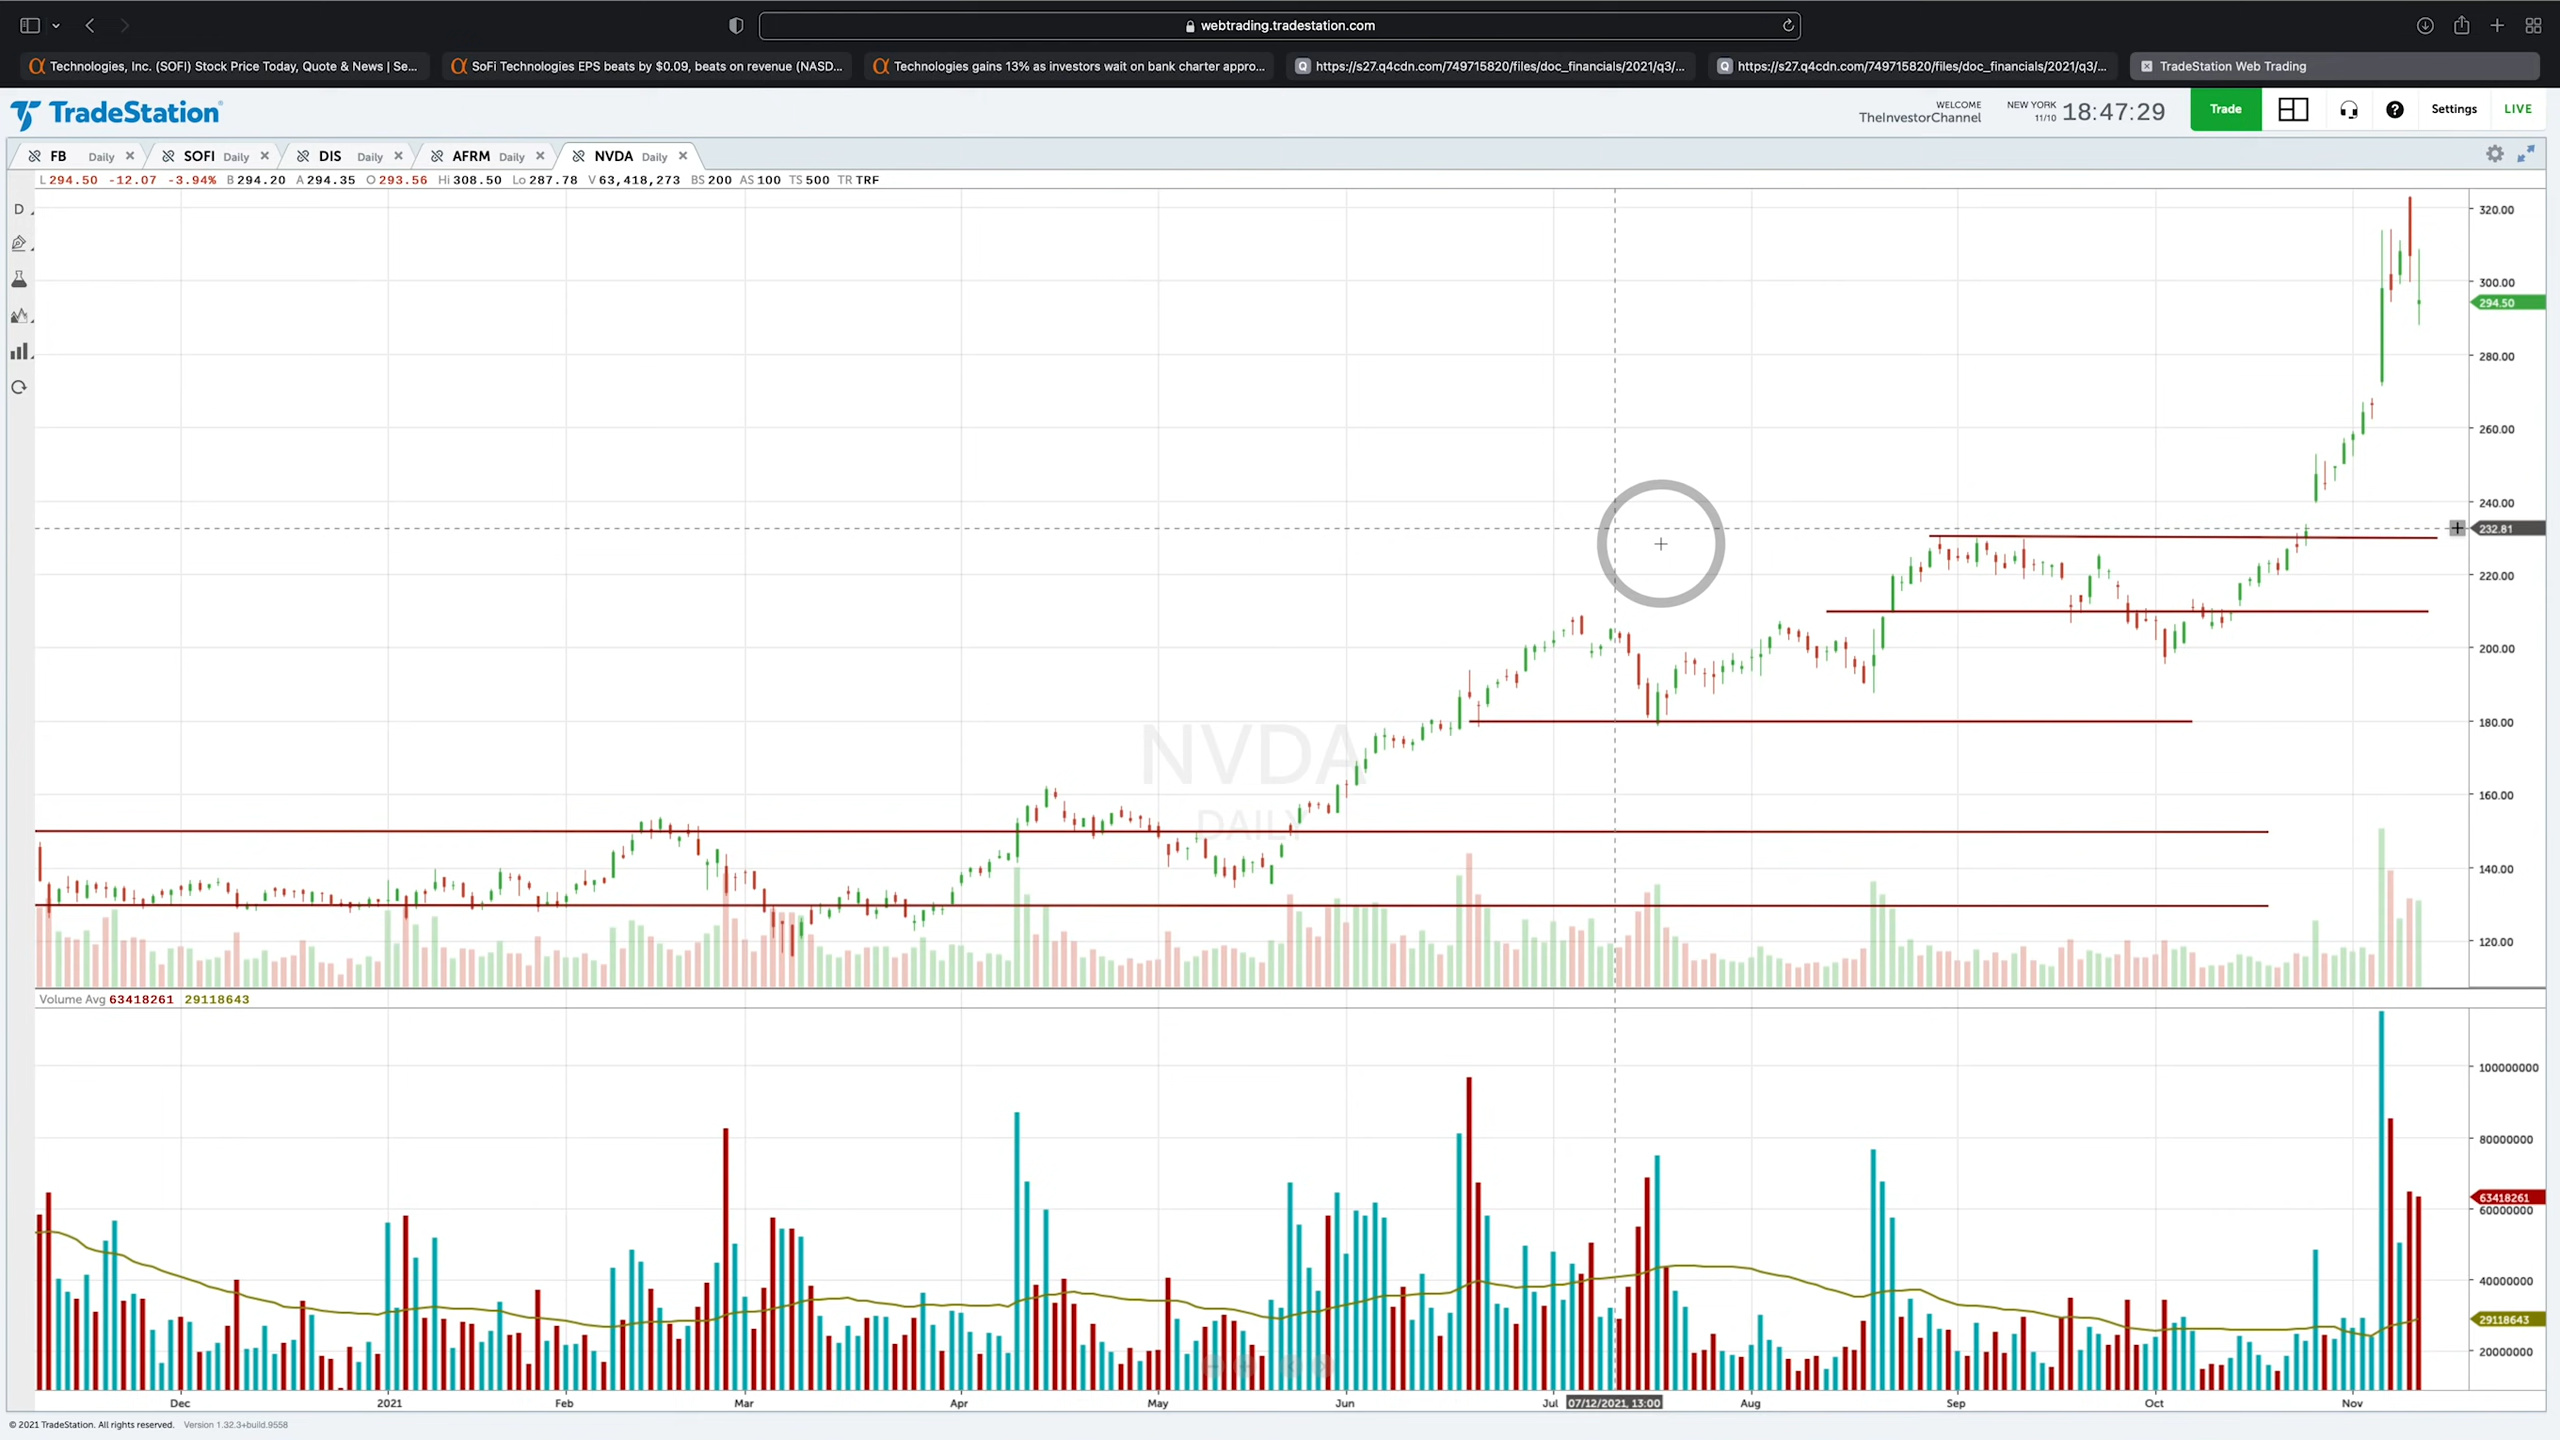 webtrading.tradestation.com
Technologies, Inc. (SOFI) Stock Price Today, Quote & News | Se...
SoFi Technologies EPS beats by $0.09, beats on revenue (NASD...
Technologies gains 13% as investors wait on bank charter appro...
https://s27.q4cdn.com/749715820/files/doc_financials/2021/q3/...
https://s27.q4cdn.com/749715820/files/doc_financials/2021/q3/...
TradeStation Web Trading
TradeStation
WELCOME
TheInvestorChannel
NEW YORK
11/10
18:47:29
Trade
Settings
LIVE
FB Daily
SOFI Daily
DIS Daily
AFRM Daily
NVDA Daily
L 294.50 -12.07 -3.94% B 294.20 A 294.35 O 293.56 Hi 308.50 Lo 287.78 V 63,418,273 BS 200 AS 100 TS 500 TR TRF
D
320.00
300.00
294.50
280.00
260.00
240.00
232.81
220.00
200.00
180.00
160.00
140.00
120.00
NVDA
DAILY
Volume Avg 63418261 29118643
100000000
80000000
63418261
60000000
40000000
29118643
20000000
Dec 2021 Feb Mar Apr May Jun Jul 07/12/2021, 13:00 Aug Sep Oct Nov
© 2021 TradeStation. All rights reserved. Version 1.32.3+build.9558